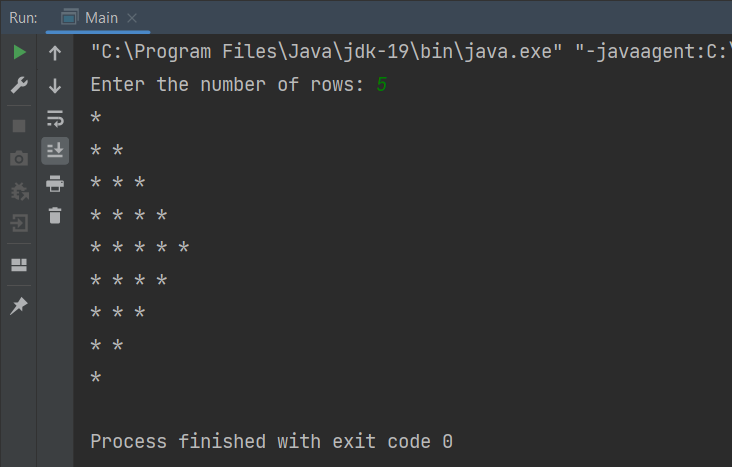 Run: Main
"C:\Program Files\Java\jdk-19\bin\java.exe" "-javaagent:C:\
Enter the number of rows: 5
*
* *
* * *
* * * *
* * * * *
* * * *
* * *
* *
*
Process finished with exit code 0